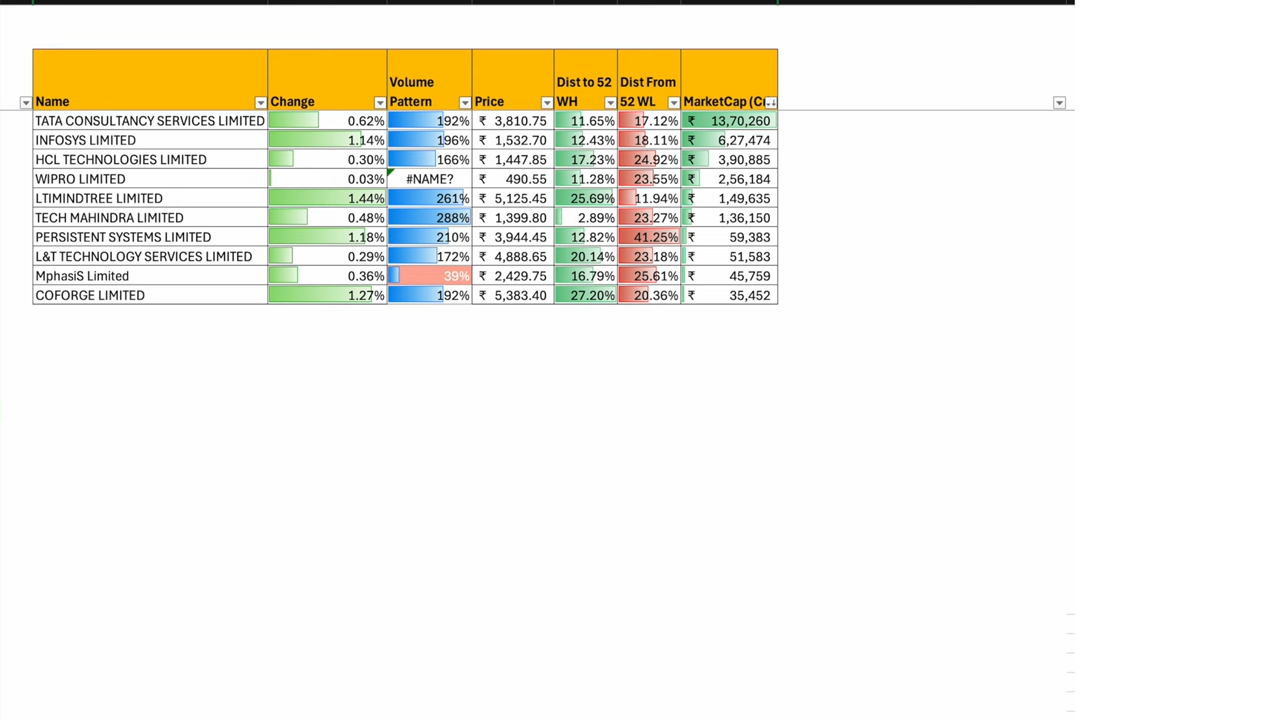 Name Change Volume Pattern Price Dist to 52 WH Dist From 52 WL MarketCap (Cr
TATA CONSULTANCY SERVICES LIMITED 0.62% 192% ₹ 3,810.75 11.65% 17.12% ₹ 13,70,260
INFOSYS LIMITED 1.14% 196% ₹ 1,532.70 12.43% 18.11% ₹ 6,27,474
HCL TECHNOLOGIES LIMITED 0.30% 166% ₹ 1,447.85 17.23% 24.92% ₹ 3,90,885
WIPRO LIMITED 0.03% #NAME? ₹ 490.55 11.28% 23.55% ₹ 2,56,184
LTIMINDTREE LIMITED 1.44% 261% ₹ 5,125.45 25.69% 11.94% ₹ 1,49,635
TECH MAHINDRA LIMITED 0.48% 288% ₹ 1,399.80 2.89% 23.27% ₹ 1,36,150
PERSISTENT SYSTEMS LIMITED 1.18% 210% ₹ 3,944.45 12.82% 41.25% ₹ 59,383
L&T TECHNOLOGY SERVICES LIMITED 0.29% 172% ₹ 4,888.65 20.14% 23.18% ₹ 51,583
MphasiS Limited 0.36% 39% ₹ 2,429.75 16.79% 25.61% ₹ 45,759
COFORGE LIMITED 1.27% 192% ₹ 5,383.40 27.20% 20.36% ₹ 35,452